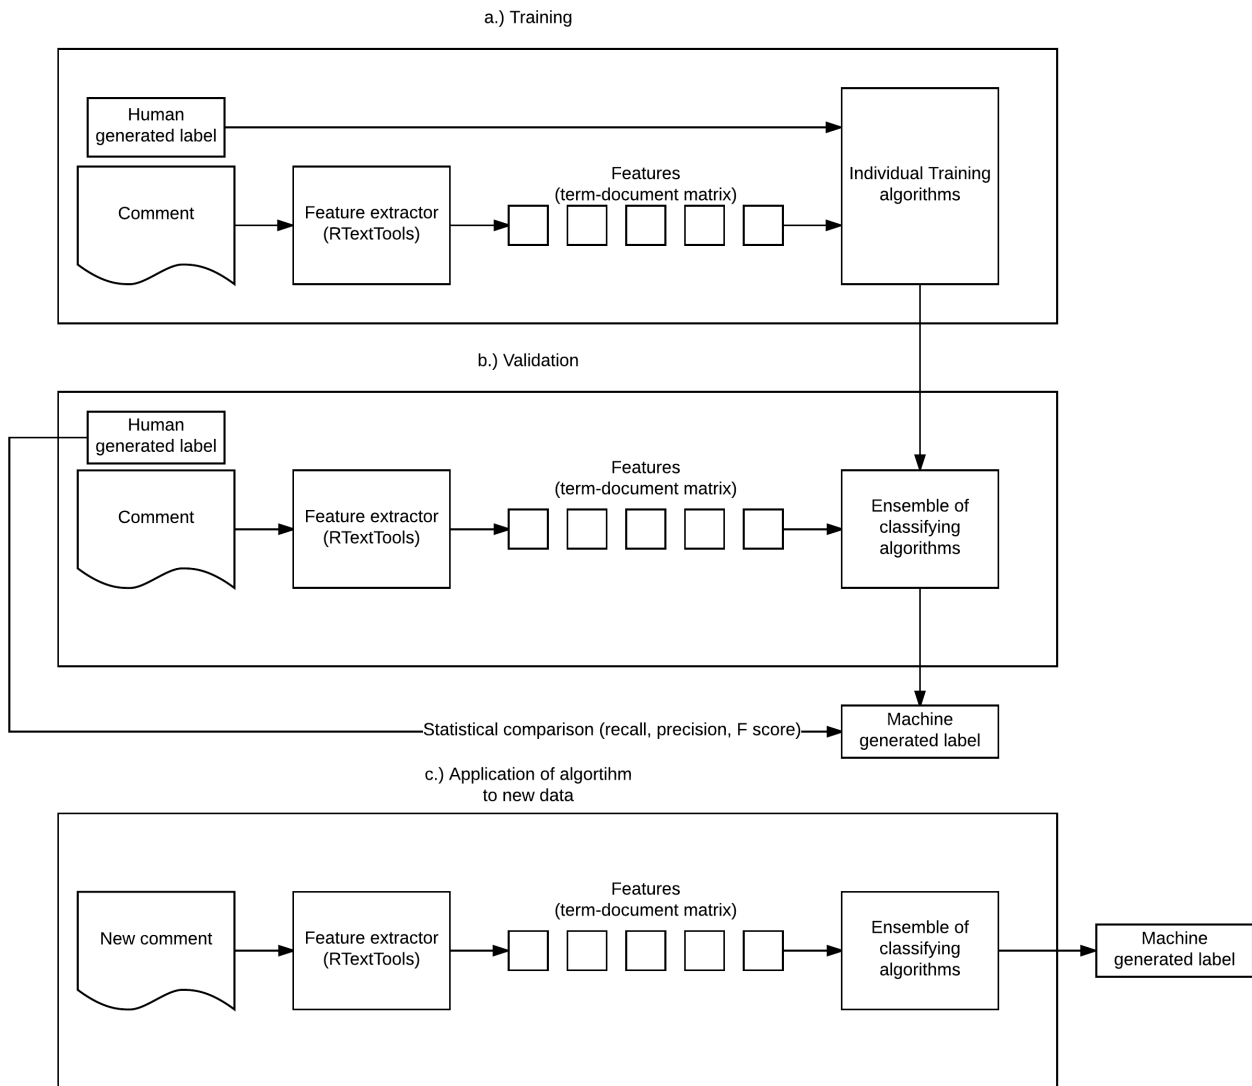 a.) Training
Human
generated label
Comment
Feature extractor
(RTextTools)
Features
(term-document matrix)
Individual Training
algorithms
b.) Validation
Human
generated label
Comment
Feature extractor
(RTextTools)
Features
(term-document matrix)
Ensemble of
classifying
algorithms
Statistical comparison (recall, precision, F score)
Machine
generated label
c.) Application of algortihm
to new data
New comment
Feature extractor
(RTextTools)
Features
(term-document matrix)
Ensemble of
classifying
algorithms
Machine
generated label